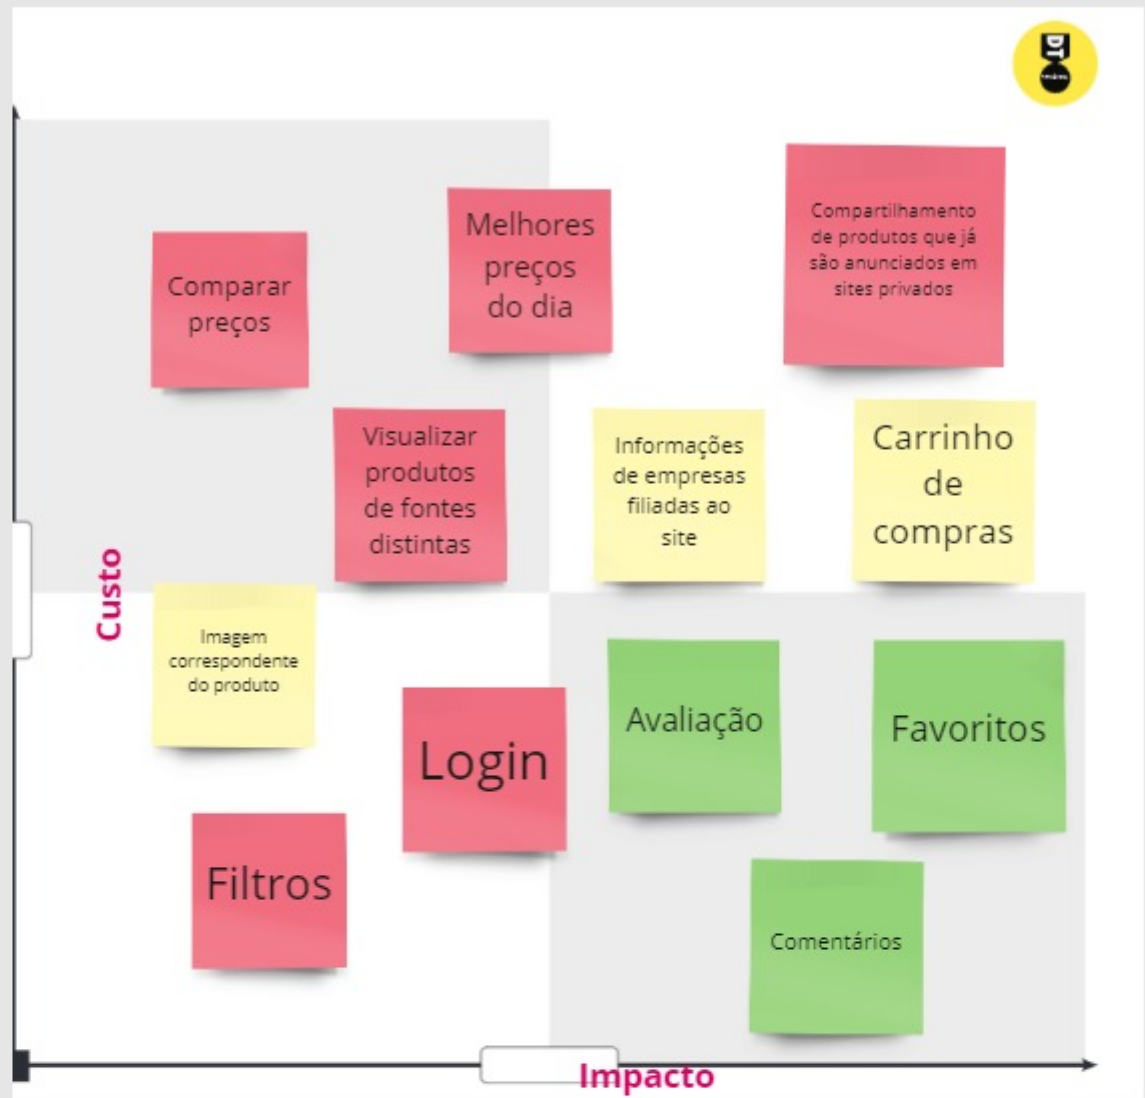 DT
Comparar
preços
Melhores
preços
do dia
Compartilhamento
de produtos que já
são anunciados em
sites privados
Visualizar
produtos
de fontes
distintas
Informações
de empresas
filiadas ao
site
Carrinho
de
compras
Custo
Imagem
correspondente
do produto
Login
Avaliação
Favoritos
Filtros
Comentários
Impacto